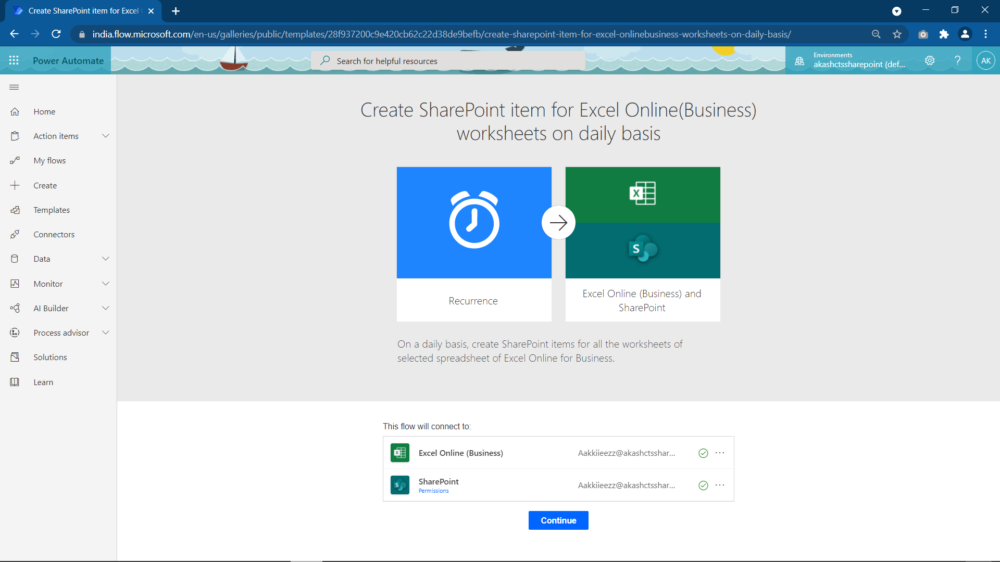 Create SharePoint item for Excel
india.flow.microsoft.com/en-us/galleries/public/templates/28f937200c9e420cb62c22d38de9befb/create-sharepoint-item-for-excel-onlinebusiness-worksheets-on-daily-basis/
Power Automate
Search for helpful resources
Environments
akashctssharepoint (def...
?
AK
Home
Action items
My flows
Create
Templates
Connectors
Data
Monitor
AI Builder
Process advisor
Solutions
Learn
Create SharePoint item for Excel Online(Business)
worksheets on daily basis
X
S
Recurrence
Excel Online (Business) and
SharePoint
On a daily basis, create SharePoint items for all the worksheets of
selected spreadsheet of Excel Online for Business.
This flow will connect to:
Excel Online (Business) Aakkiieezz@akashctsshar... ...
SharePoint Aakkiieezz@akashctsshar... ...
Permissions
Continue